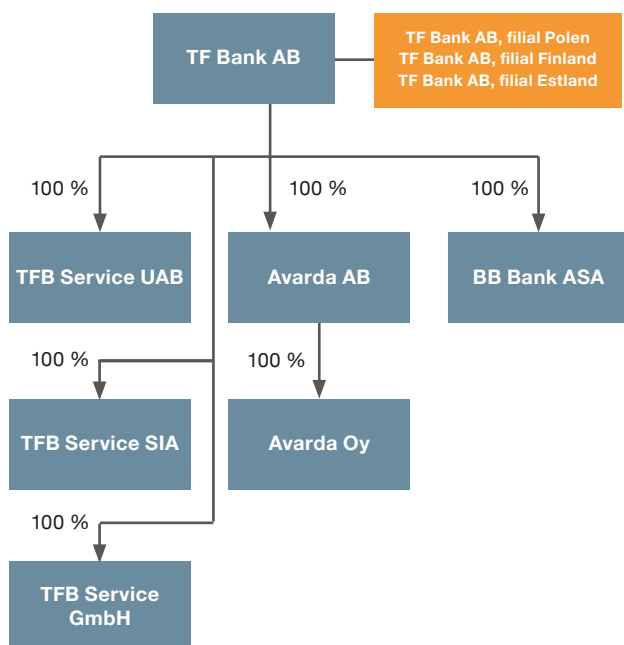 TF Bank AB
TF Bank AB, filial Polen
TF Bank AB, filial Finland
TF Bank AB, filial Estland
100 %
100 %
100 %
TFB Service UAB
Avarda AB
BB Bank ASA
100 %
100 %
TFB Service SIA
Avarda Oy
100 %
TFB Service
GmbH